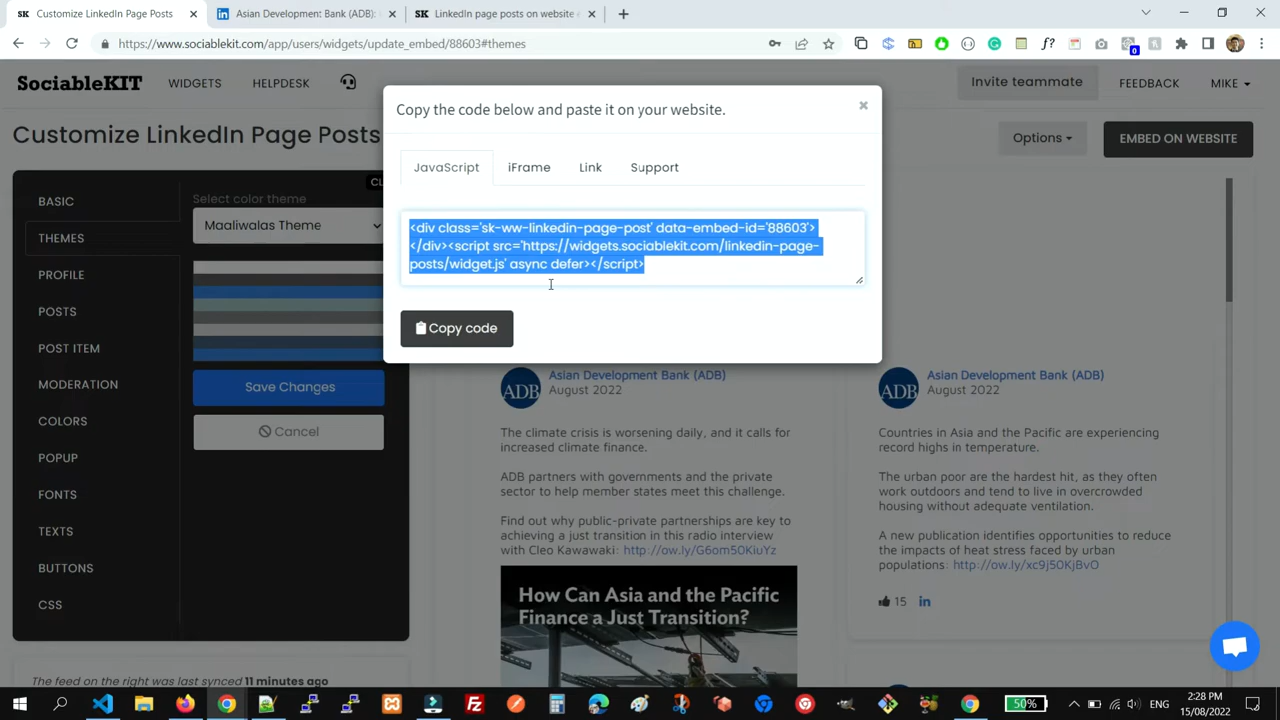 Customize LinkedIn Page Posts
Asian Development Bank (ADB):
LinkedIn page posts on website
https://www.sociablekit.com/app/users/widgets/update_embed/88603#themes
SociableKIT
WIDGETS
HELPDESK
Invite teammate
FEEDBACK
MIKE
Customize LinkedIn Page Posts
Options
EMBED ON WEBSITE
Copy the code below and paste it on your website.
×
JavaScript
iFrame
Link
Support
<div class='sk-ww-linkedin-page-post' data-embed-id='88603'>
</div><script src='https://widgets.sociablekit.com/linkedin-page-
posts/widget.js' async defer></script>
Copy code
BASIC
THEMES
PROFILE
POSTS
POST ITEM
MODERATION
COLORS
POPUP
FONTS
TEXTS
BUTTONS
CSS
Select color theme
Maaliwalas Theme
Save Changes
Cancel
The feed on the right was last synced 11 minutes ago
Asian Development Bank (ADB)
August 2022
The climate crisis is worsening daily, and it calls for
increased climate finance.
ADB partners with governments and the private
sector to help member states meet this challenge.
Find out why public-private partnerships are key to
achieving a just transition in this radio interview
with Cleo Kawawaki: http://ow.ly/G6om50KiuYz
How Can Asia and the Pacific
Finance a Just Transition?
Asian Development Bank (ADB)
August 2022
Countries in Asia and the Pacific are experiencing
record highs in temperature.
The urban poor are the hardest hit, as they often
work outdoors and tend to live in overcrowded
housing without adequate ventilation.
A new publication identifies opportunities to reduce
the impacts of heat stress faced by urban
populations: http://ow.ly/xc9j50KjBvO
15
50%
ENG
2:28 PM
15/08/2022